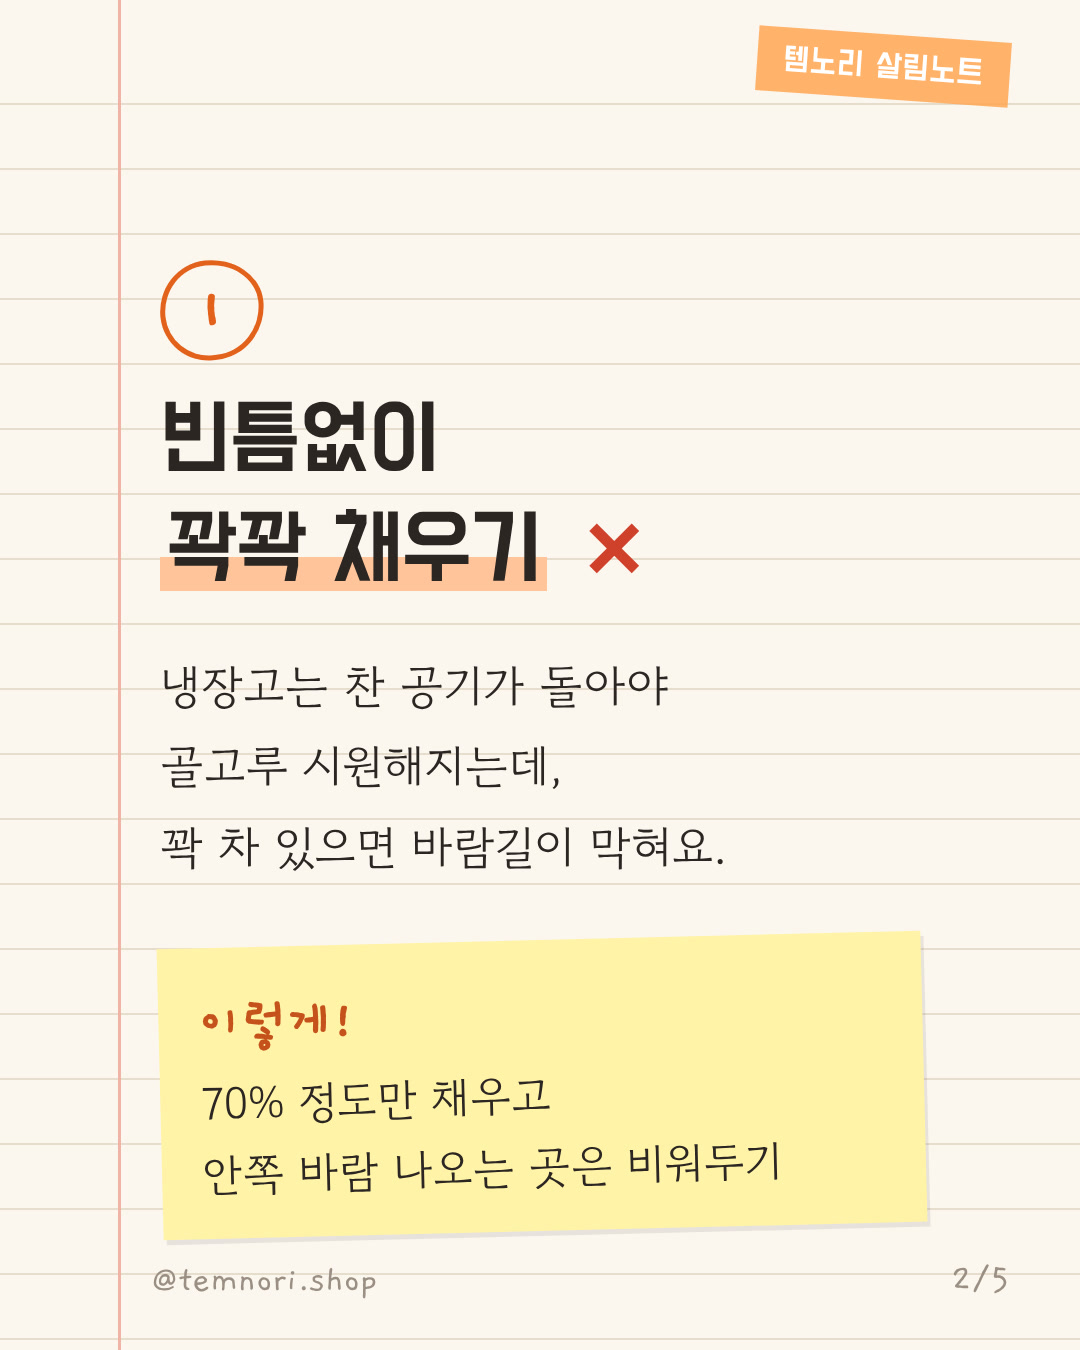 템노리 살림노트
1
빈틈없이
꽉꽉 채우기 ✕
냉장고는 찬 공기가 돌아야
골고루 시원해지는데,
꽉 차 있으면 바람길이 막혀요.
이렇게!
70% 정도만 채우고
안쪽 바람 나오는 곳은 비워두기
@temnori.shop
2/5